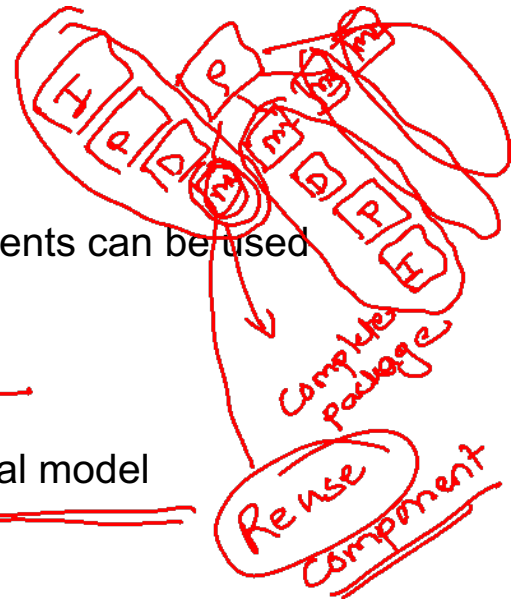 P
H P D M
M D P H
M
M
ents can be used
complete
package
al model
Reuse
component